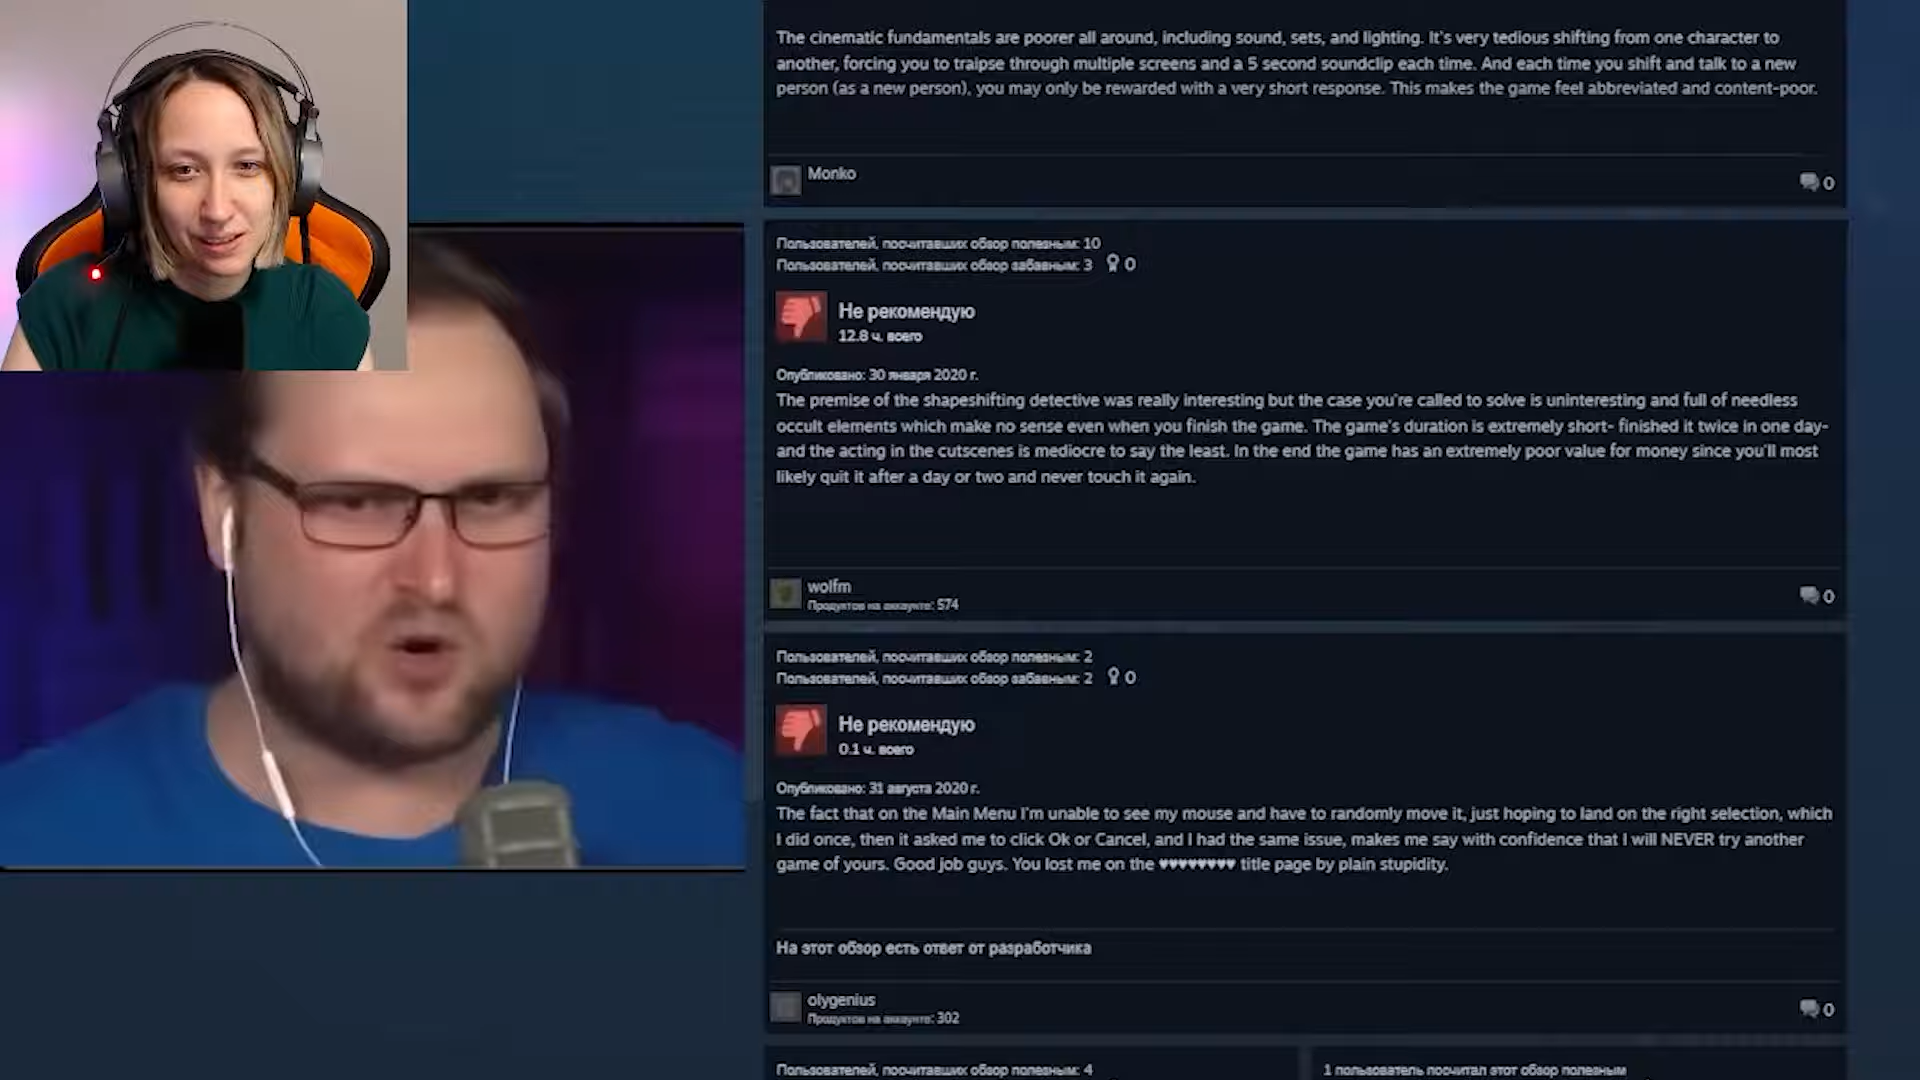 The cinematic fundamentals are poorer all around, including sound, sets, and lighting. It's very tedious shifting from one character to
another, forcing you to traipse through multiple screens and a 5 second soundclip each time. And each time you shift and talk to a new
person (as a new person), you may only be rewarded with a very short response. This makes the game feel abbreviated and content-poor.
Monko
0
Пользователей, посчитавших обзор полезным: 10
Пользователей, посчитавших обзор забавным: 3 0
Не рекомендую
12.8 ч. всего
Опубликовано: 30 января 2020 г.
The premise of the shapeshifting detective was really interesting but the case you're called to solve is uninteresting and full of needless
occult elements which make no sense even when you finish the game. The game's duration is extremely short- finished it twice in one day-
and the acting in the cutscenes is mediocre to say the least. In the end the game has an extremely poor value for money since you'll most
likely quit it after a day or two and never touch it again.
wolfm
Продуктов на аккаунте: 574
0
Пользователей, посчитавших обзор полезным: 2
Пользователей, посчитавших обзор забавным: 2 0
Не рекомендую
0.1 ч. всего
Опубликовано: 31 августа 2020 г.
The fact that on the Main Menu I'm unable to see my mouse and have to randomly move it, just hoping to land on the right selection, which
I did once, then it asked me to click Ok or Cancel, and I had the same issue, makes me say with confidence that I will NEVER try another
game of yours. Good job guys. You lost me on the ♥♥♥♥♥♥♥♥ title page by plain stupidity.
На этот обзор есть ответ от разработчика
olygenius
Продуктов на аккаунте: 302
0
Пользователей, посчитавших обзор полезным: 4
1 пользователь посчитал этот обзор полезным